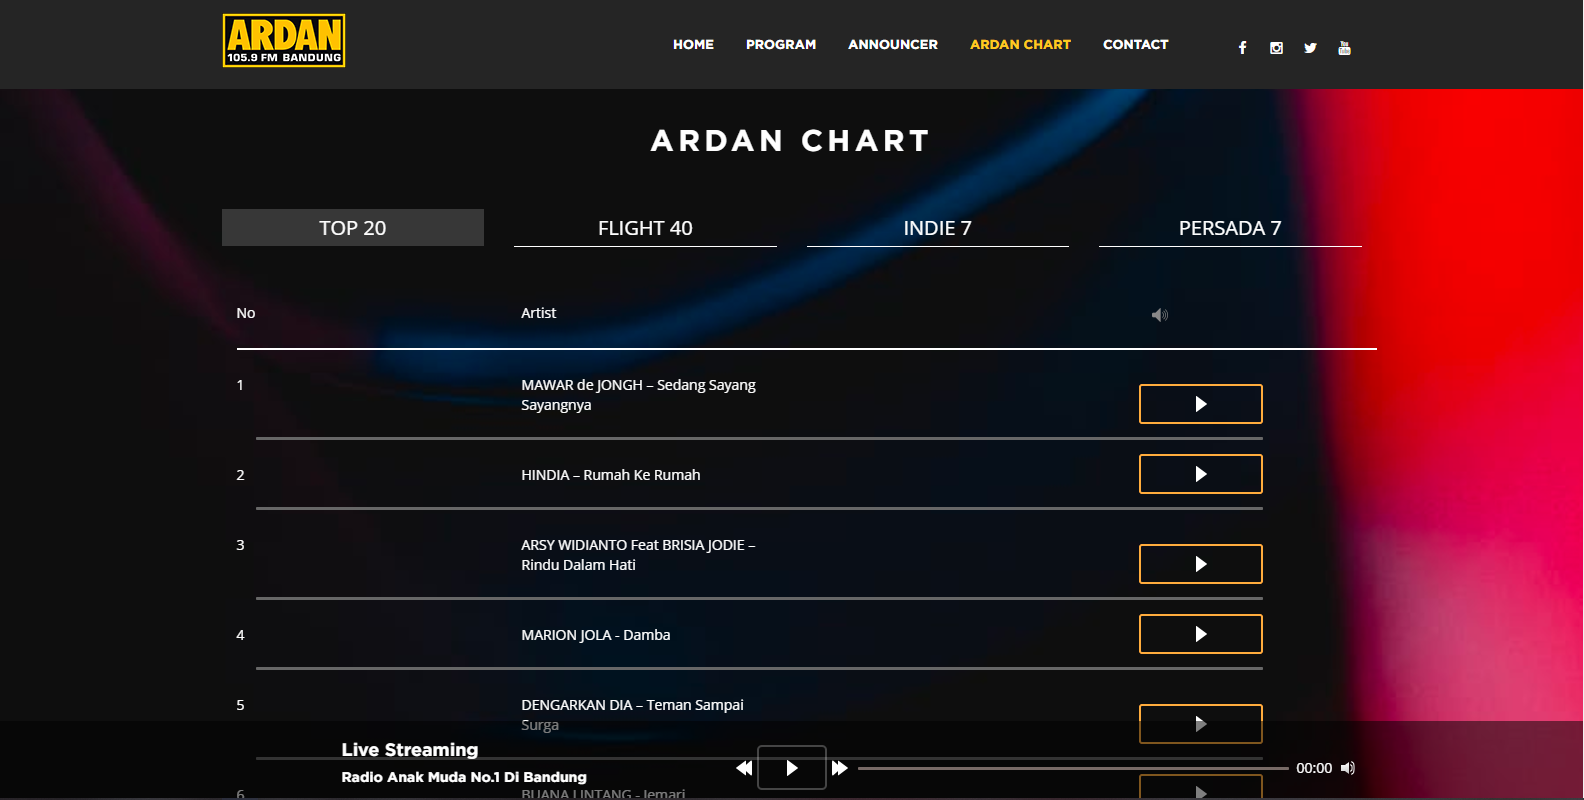 ARDAN
105.9 FM BANDUNG
HOME PROGRAM ANNOUNCER ARDAN CHART CONTACT
ARDAN CHART
TOP 20 FLIGHT 40 INDIE 7 PERSADA 7
No Artist
1 MAWAR de JONGH – Sedang Sayang
Sayangnya
2 HINDIA – Rumah Ke Rumah
3 ARSY WIDIANTO Feat BRISIA JODIE –
Rindu Dalam Hati
4 MARION JOLA - Damba
5 DENGARKAN DIA – Teman Sampai
Surga
Live Streaming
00:00
Radio Anak Muda No.1 Di Bandung
6 BUANA LINTANG - Jemari